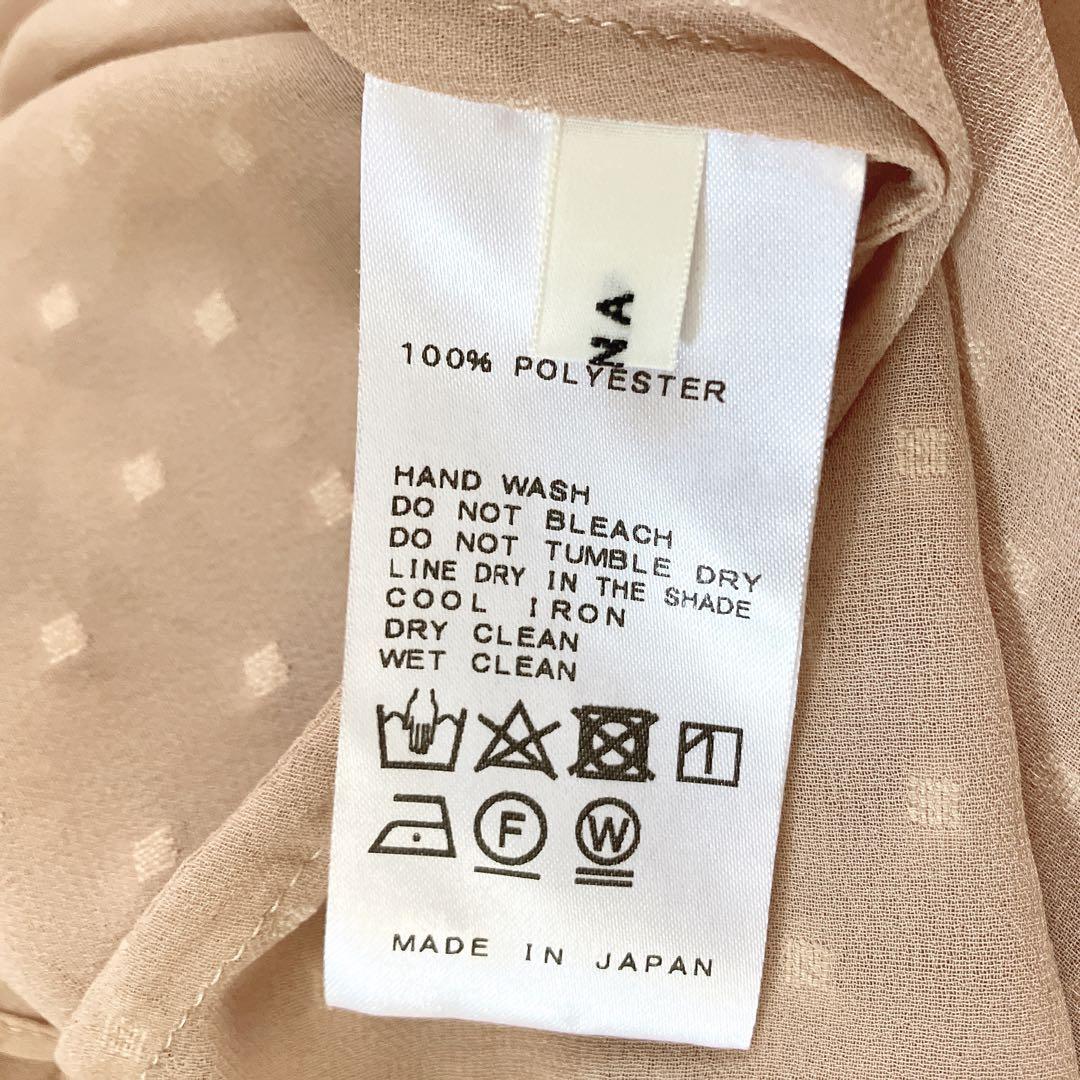 NA
100% POLYESTER
HAND WASH
DO NOT BLEACH
DO NOT TUMBLE DRY
LINE DRY IN THE SHADE
COOL IRON
DRY CLEAN
WET CLEAN
F W
MADE IN JAPAN